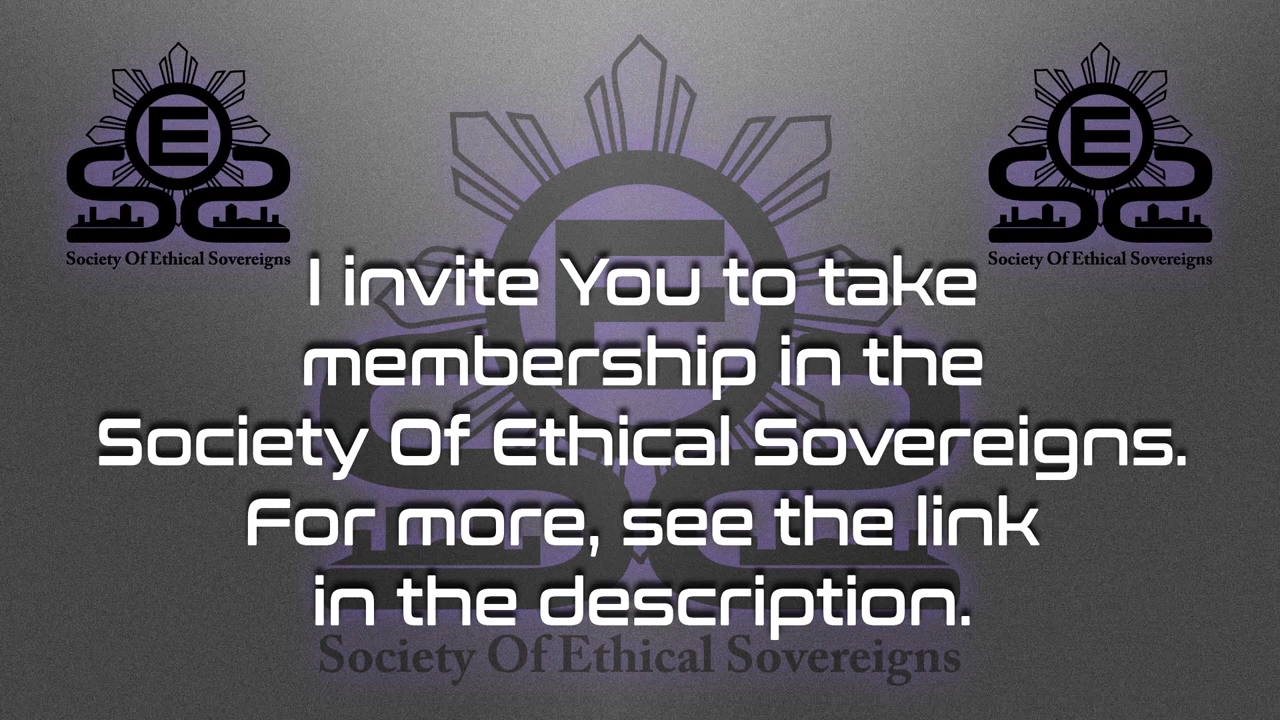 E
Society Of Ethical Sovereigns
E
Society Of Ethical Sovereigns
E
I invite You to take
membership in the
Society Of Ethical Sovereigns.
For more, see the link
in the description.
Society Of Ethical Sovereigns